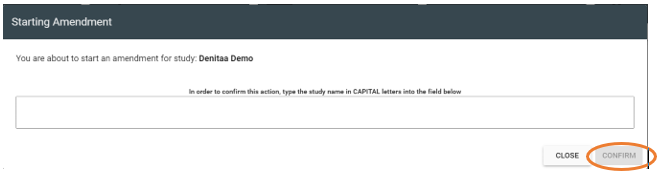 Starting Amendment
You are about to start an amendment for study: Denitaa Demo
In order to confirm this action, type the study name in CAPITAL letters into the field below
CLOSE CONFIRM